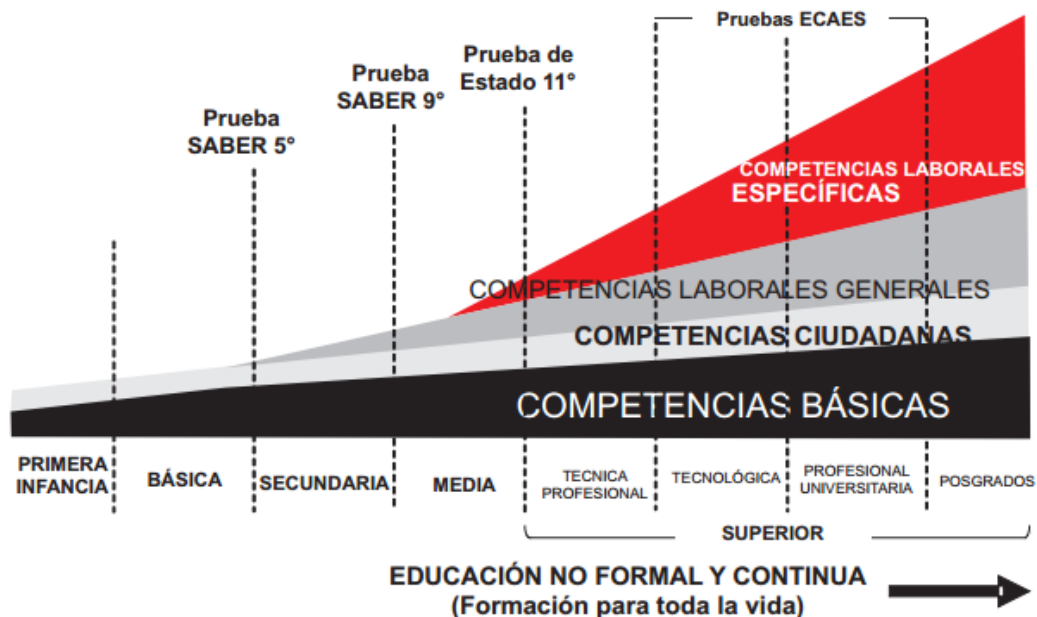 Pruebas ECAES
Prueba de
Estado 11°
Prueba
SABER 9°
Prueba
SABER 5°
COMPETENCIAS LABORALES
ESPECÍFICAS
COMPETENCIAS LABORALES GENERALES
COMPETENCIAS CIUDADANAS
COMPETENCIAS BÁSICAS
PRIMERA
INFANCIA
BÁSICA
SECUNDARIA
MEDIA
TECNICA
PROFESIONAL
TECNOLÓGICA
PROFESIONAL
UNIVERSITARIA
POSGRADOS
SUPERIOR
EDUCACIÓN NO FORMAL Y CONTINUA
(Formación para toda la vida)